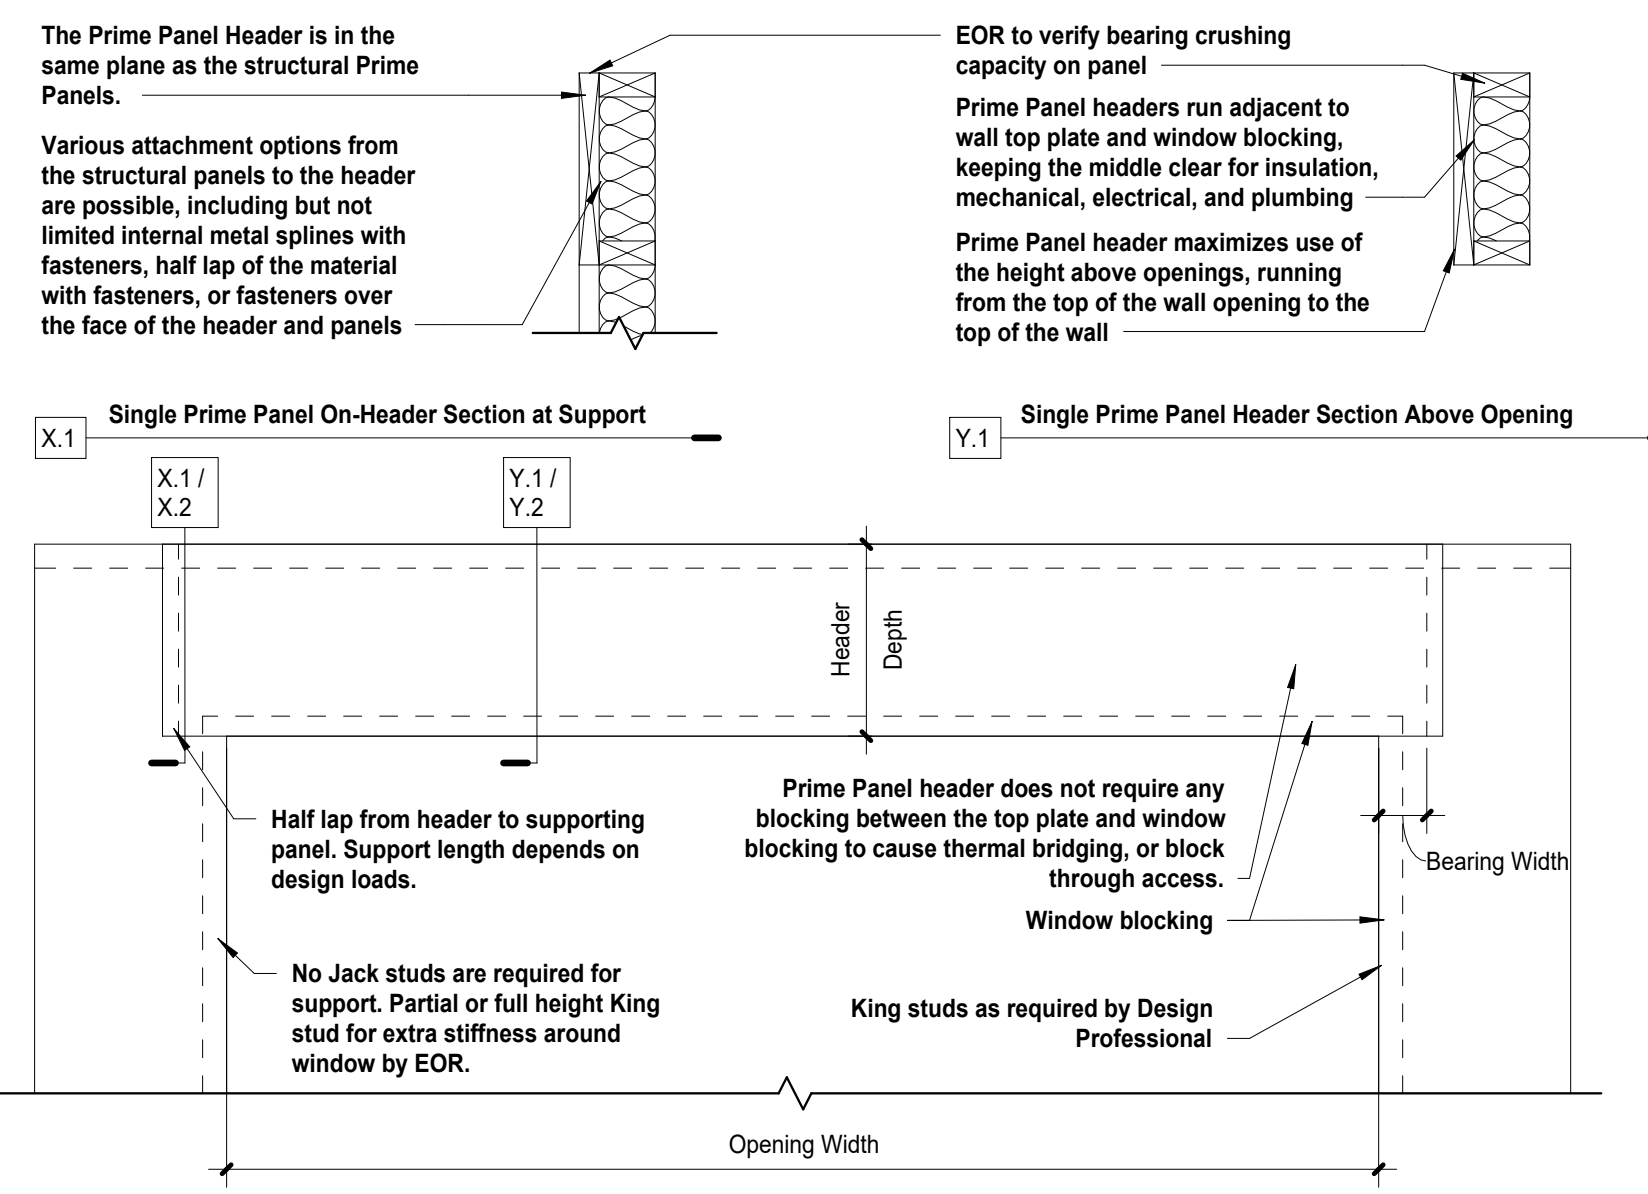 The Prime Panel Header is in the
same plane as the structural Prime
Panels.
Various attachment options from
the structural panels to the header
are possible, including but not
limited internal metal splines with
fasteners, half lap of the material
with fasteners, or fasteners over
the face of the header and panels
EOR to verify bearing crushing
capacity on panel
Prime Panel headers run adjacent to
wall top plate and window blocking,
keeping the middle clear for insulation,
mechanical, electrical, and plumbing
Prime Panel header maximizes use of
the height above openings, running
from the top of the wall opening to the
top of the wall
X.1
Single Prime Panel On-Header Section at Support
Y.1
Single Prime Panel Header Section Above Opening
X.1 /
X.2
Y.1 /
Y.2
Header
Depth
Half lap from header to supporting
panel. Support length depends on
design loads.
Prime Panel header does not require any
blocking between the top plate and window
blocking to cause thermal bridging, or block
through access.
Bearing Width
Window blocking
No Jack studs are required for
support. Partial or full height King
stud for extra stiffness around
window by EOR.
King studs as required by Design
Professional
Opening Width